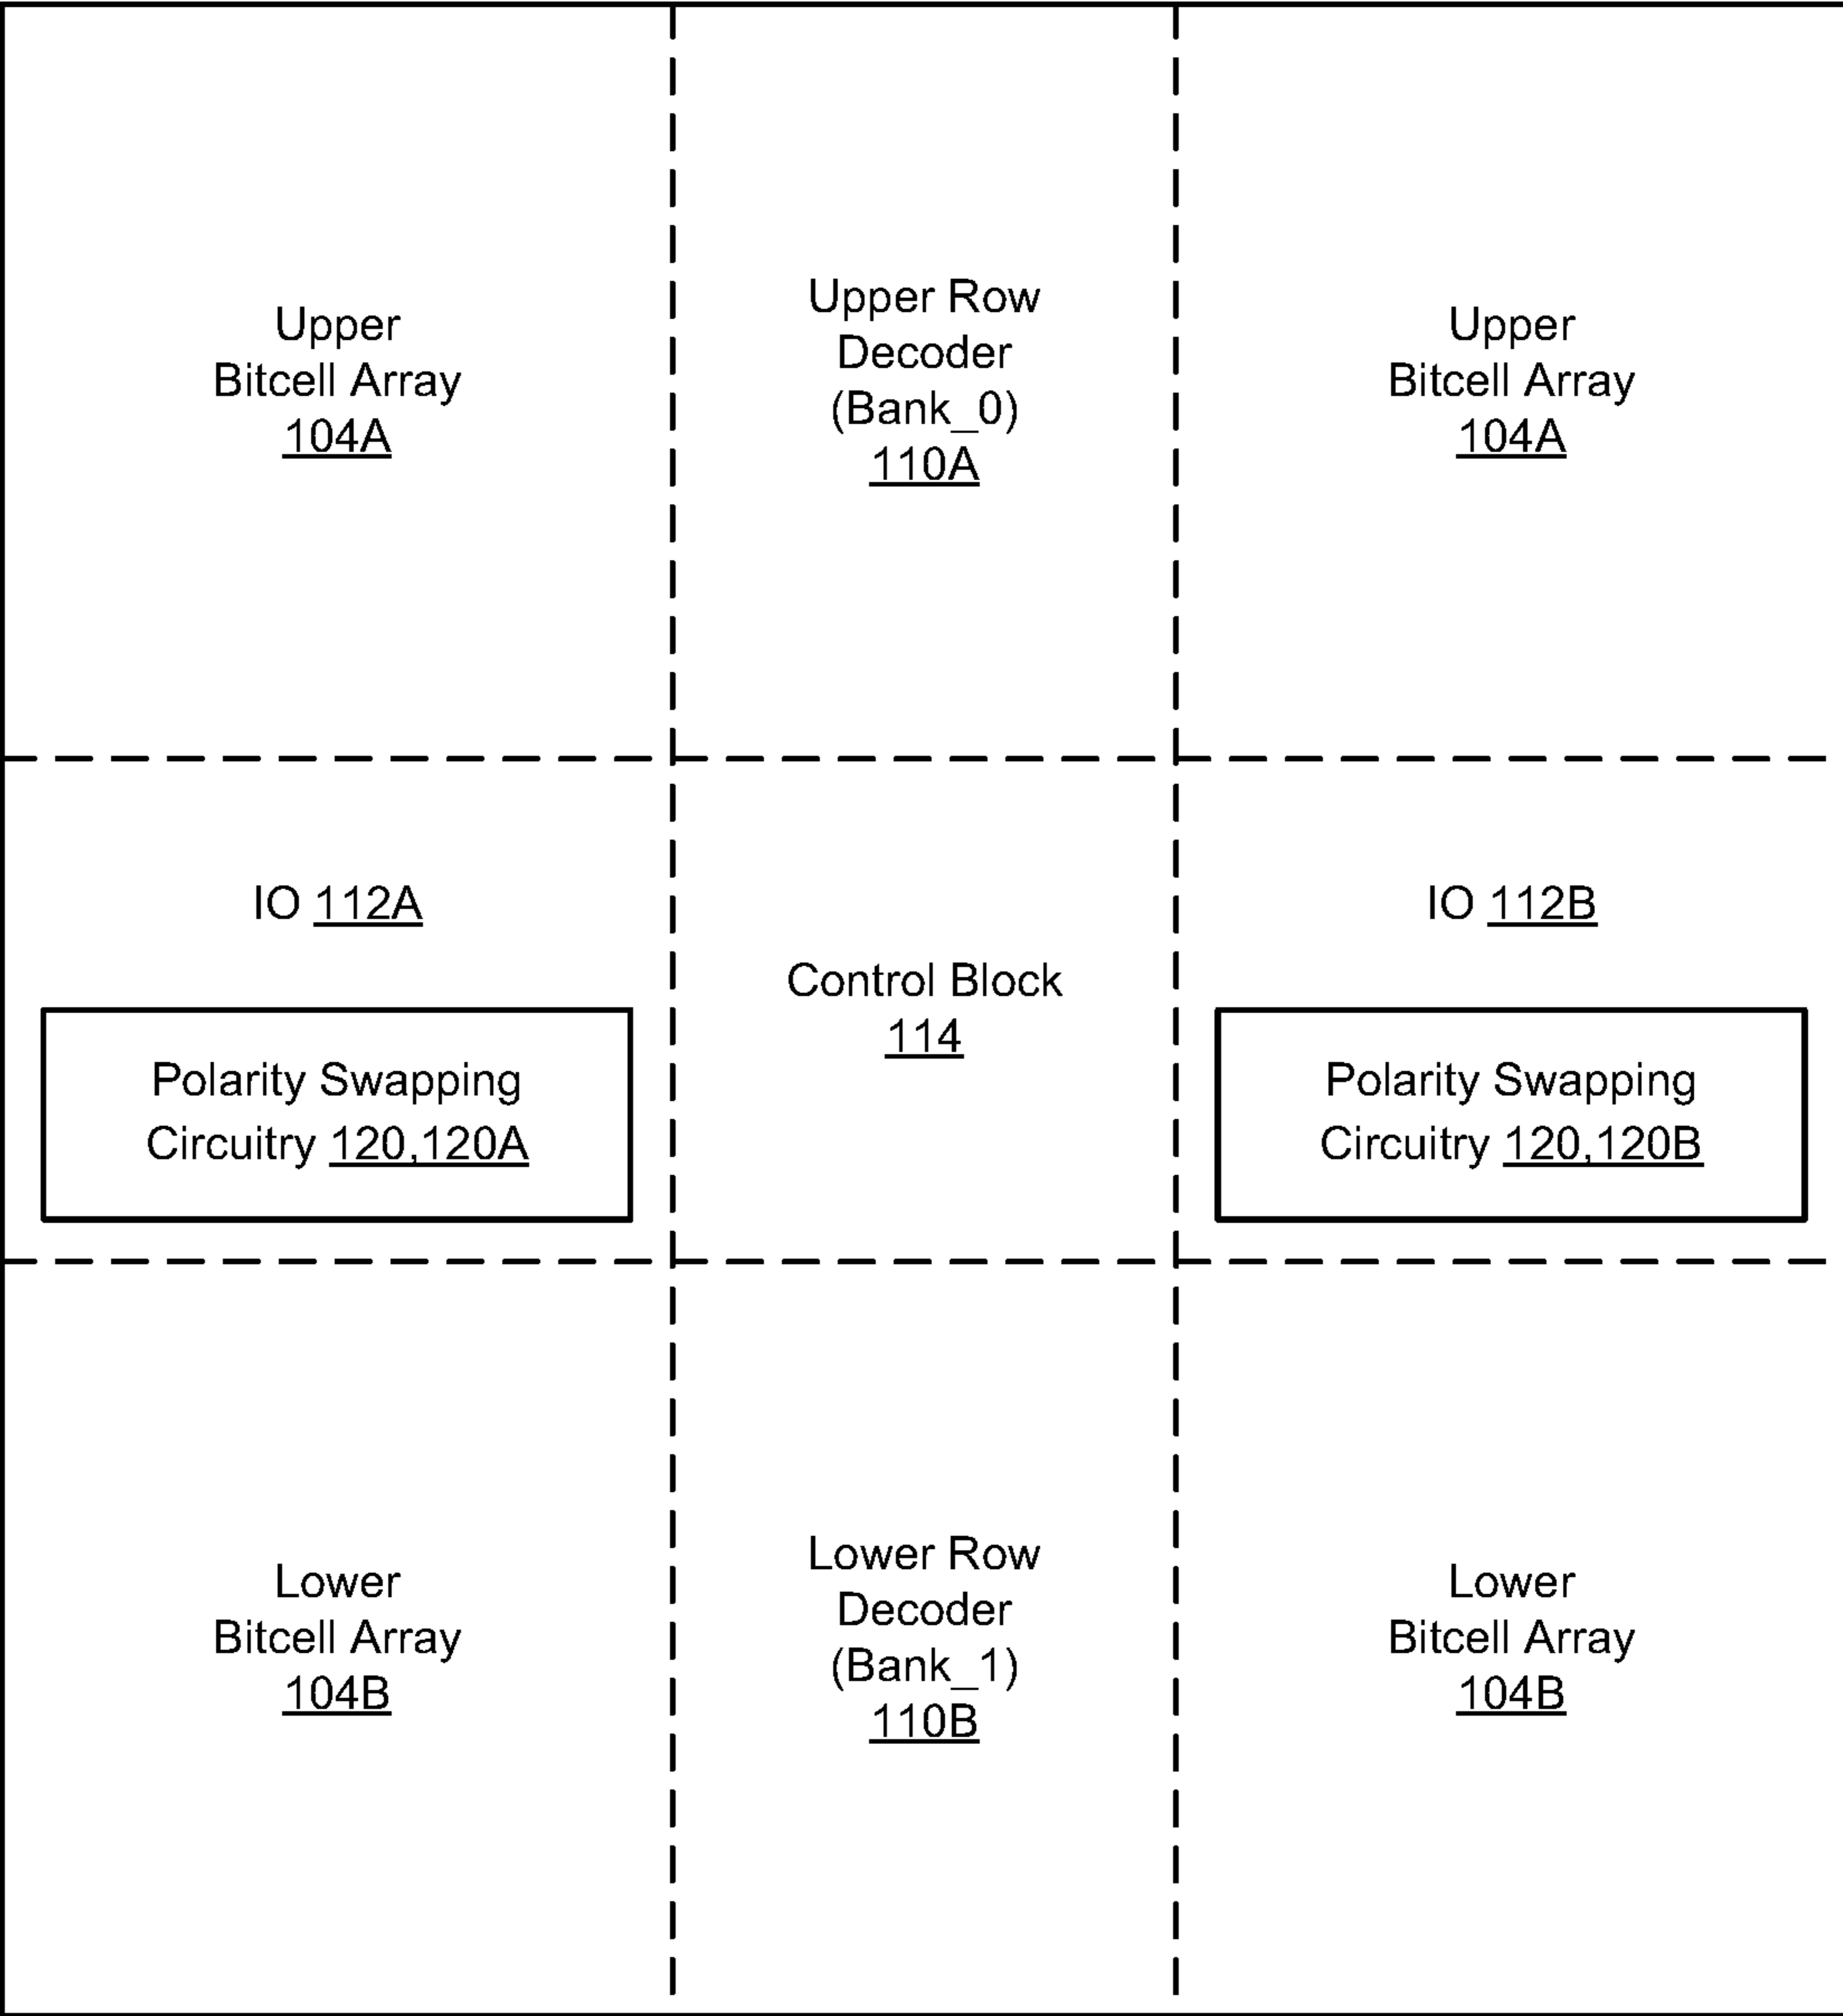 Upper
Bitcell Array
104A
Upper Row
Decoder
(Bank_0)
110A
Upper
Bitcell Array
104A
IO 112A
Polarity Swapping
Circuitry 120,120A
Control Block
114
IO 112B
Polarity Swapping
Circuitry 120,120B
Lower
Bitcell Array
104B
Lower Row
Decoder
(Bank_1)
110B
Lower
Bitcell Array
104B